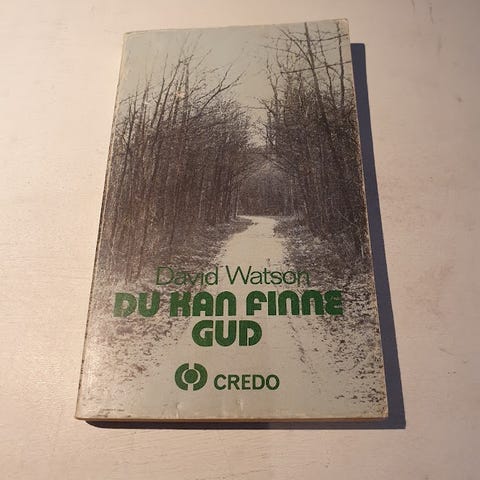 David Watson
DU KAN FINNE
GUD
CREDO